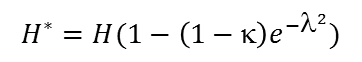 H* = H(1 − (1 − κ)e^{−λ²})